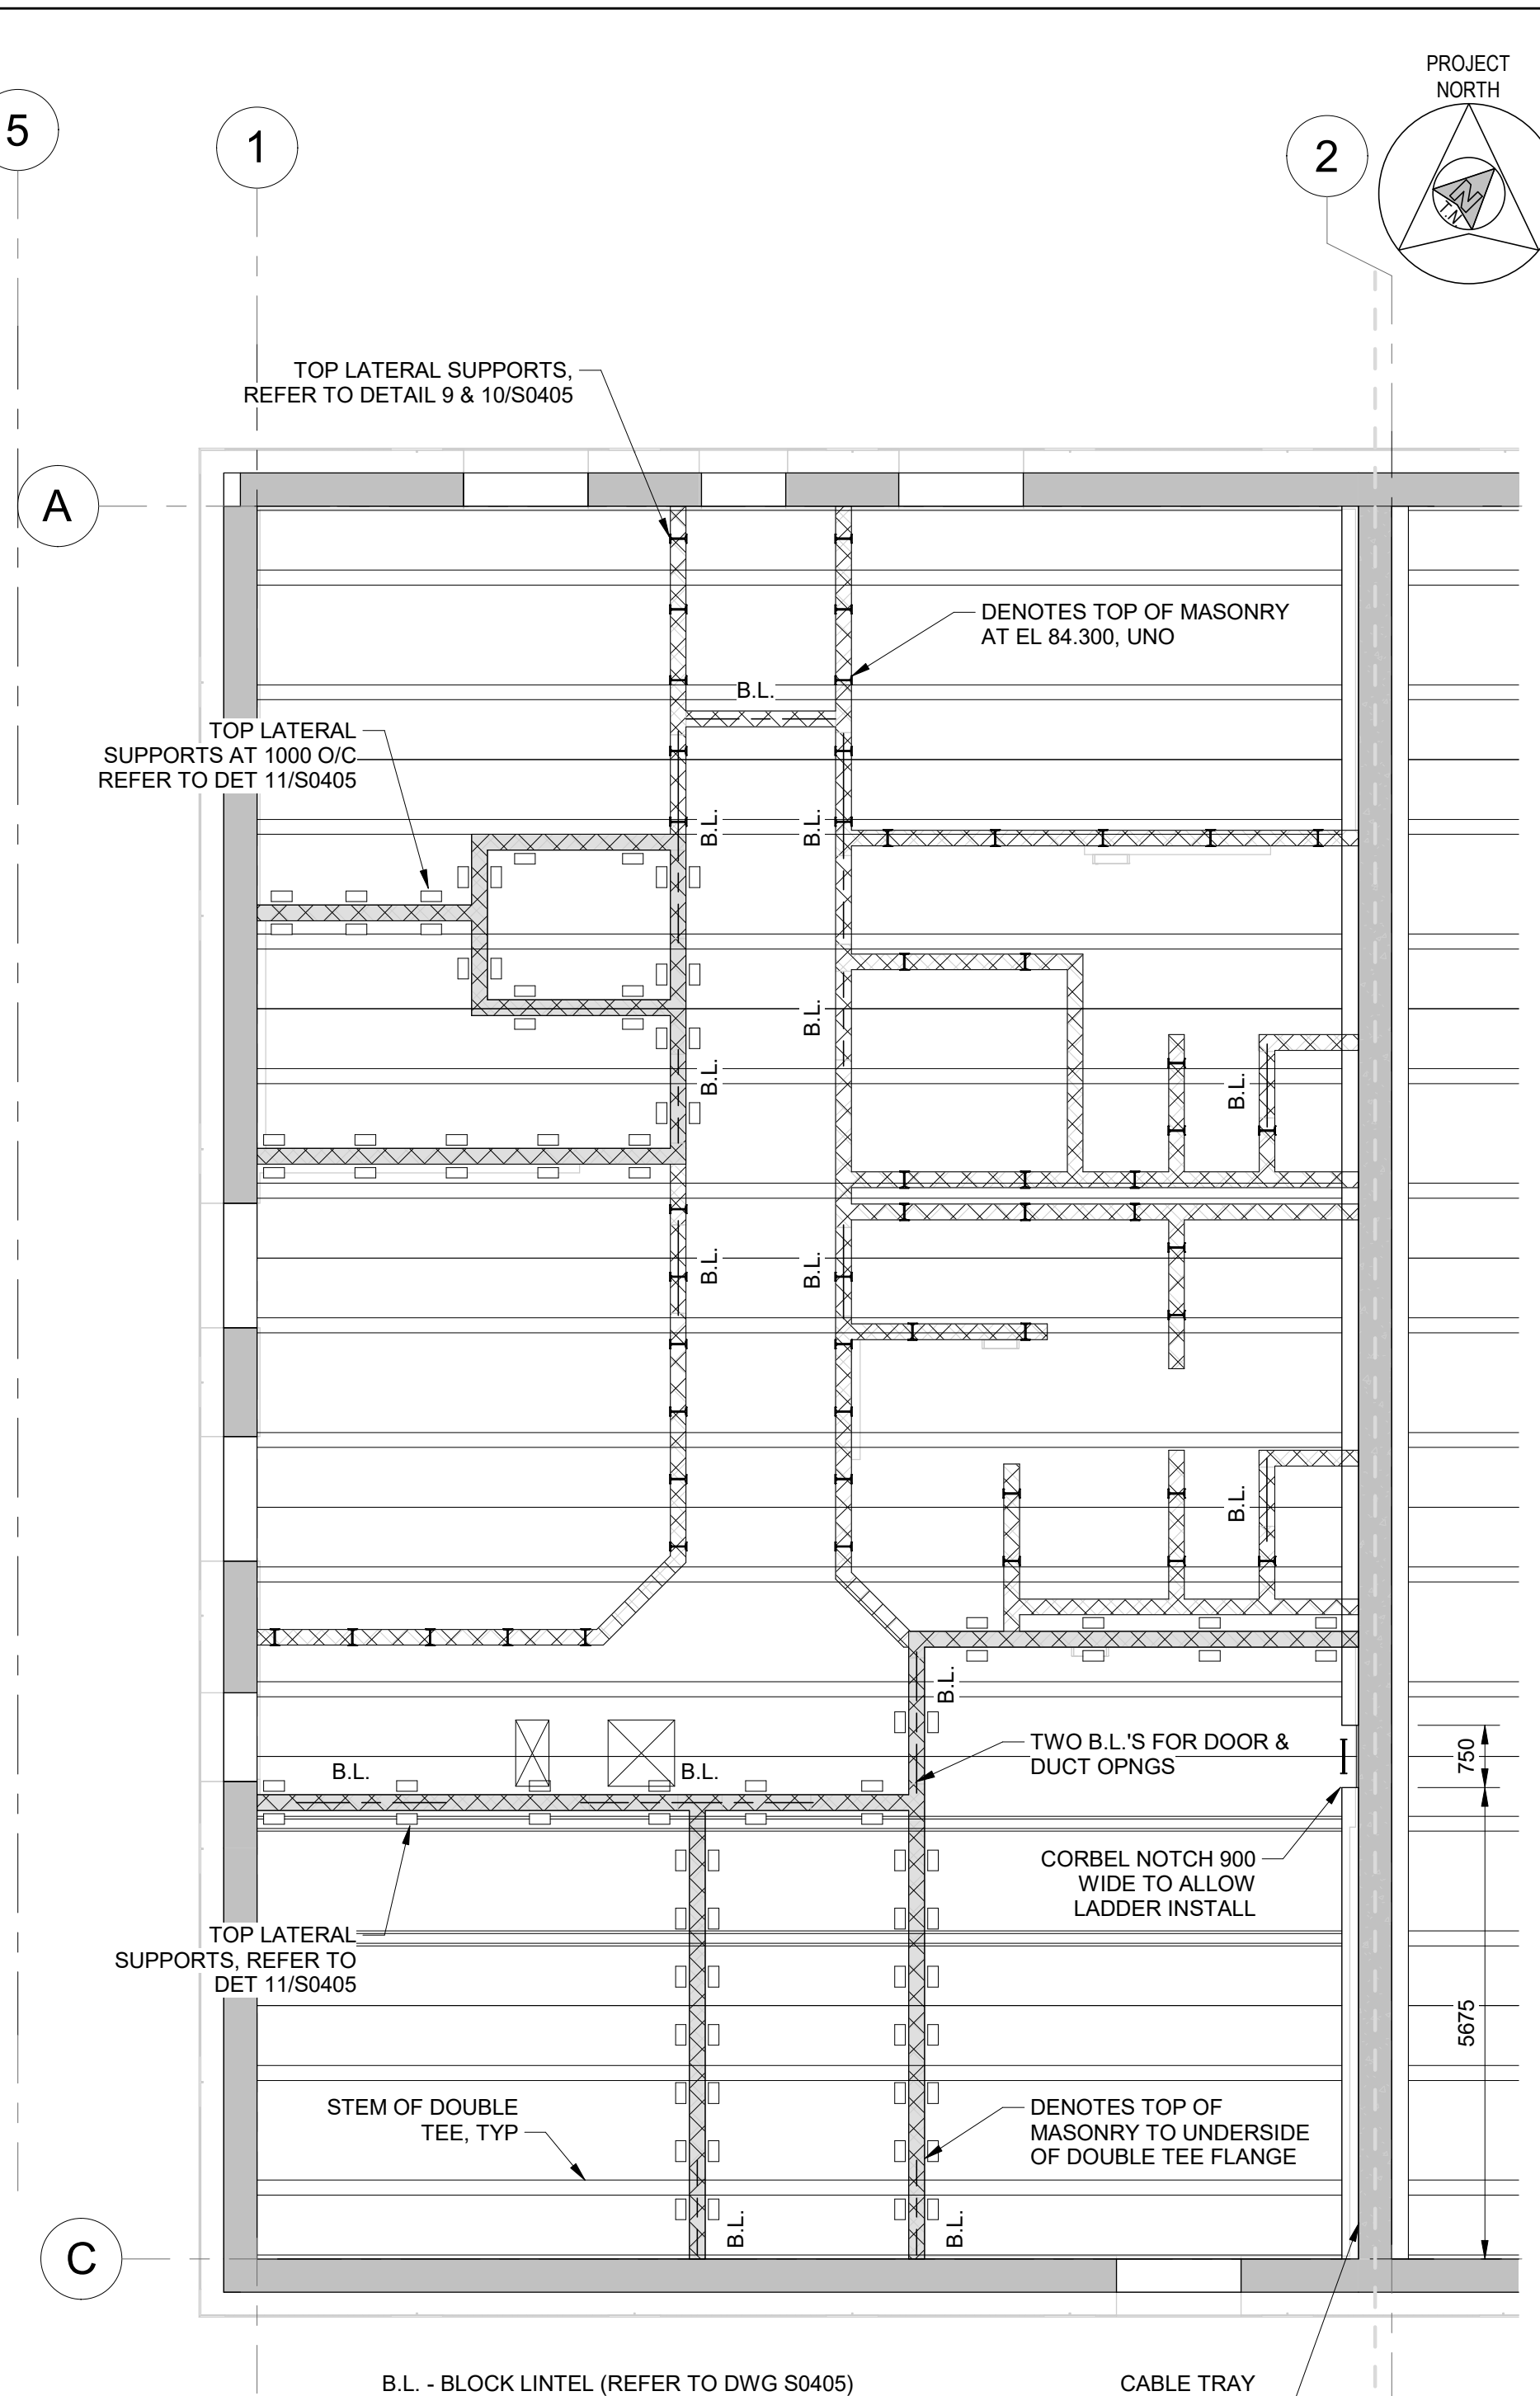 PROJECT
NORTH
5
1
2
N
T.N.
TOP LATERAL SUPPORTS,
REFER TO DETAIL 9 & 10/S0405
A
DENOTES TOP OF MASONRY
AT EL 84.300, UNO
B.L.
TOP LATERAL
SUPPORTS AT 1000 O/C
REFER TO DET 11/S0405
B.L.
B.L.
B.L.
B.L.
B.L.
B.L.
B.L.
B.L.
B.L.
TWO B.L.'S FOR DOOR &
DUCT OPNGS
750
B.L.
B.L.
CORBEL NOTCH 900
WIDE TO ALLOW
LADDER INSTALL
TOP LATERAL
SUPPORTS, REFER TO
DET 11/S0405
5675
STEM OF DOUBLE
TEE, TYP
DENOTES TOP OF
MASONRY TO UNDERSIDE
OF DOUBLE TEE FLANGE
B.L.
B.L.
C
B.L. - BLOCK LINTEL (REFER TO DWG S0405)
CABLE TRAY